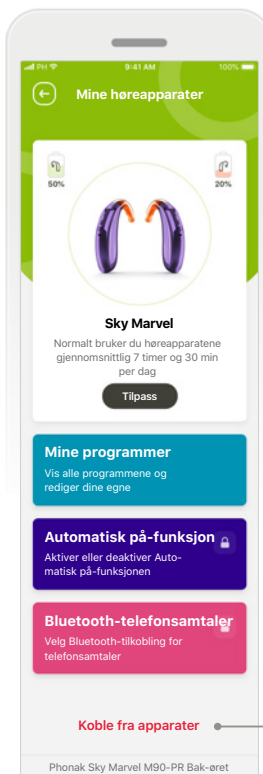 PH 9:41 AM 100%
Mine høreapparater
50% 20%
Sky Marvel
Normalt bruker du høreapparatene
gjennomsnittlig 7 timer og 30 min
per dag
Tilpass
Mine programmer
Vis alle programmene og
rediger dine egne
Automatisk på-funksjon
Aktiver eller deaktiver Auto-
matisk på-funksjonen
Bluetooth-telefonsamtaler
Velg Bluetooth-tilkobling for
telefonsamtaler
Koble fra apparater
Phonak Sky Marvel M90-PR Bak-øret